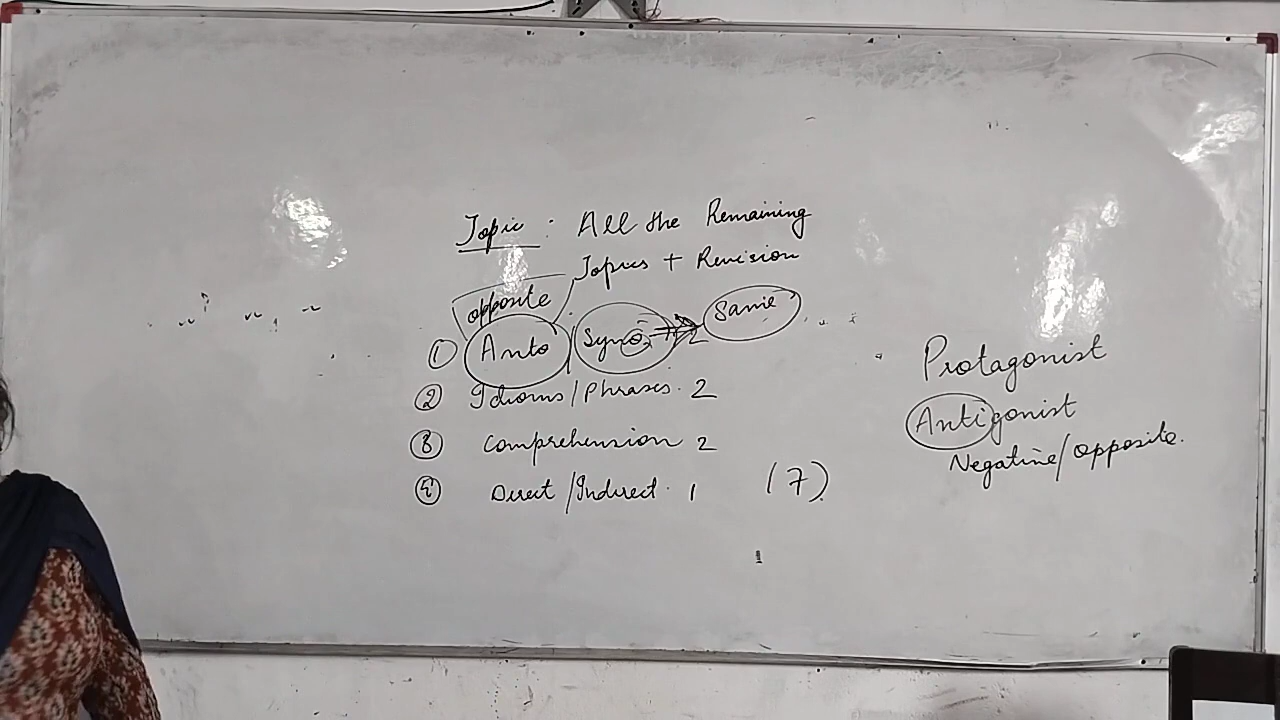 Topic : All the Remaining
Topics + Revision
opposite
① Anto / Syno 2 Same
② Idioms/Phrases. 2
③ Comprehension 2
④ Direct/Indirect. 1 (7)
Protagonist
Antigonist
Negative/opposite.